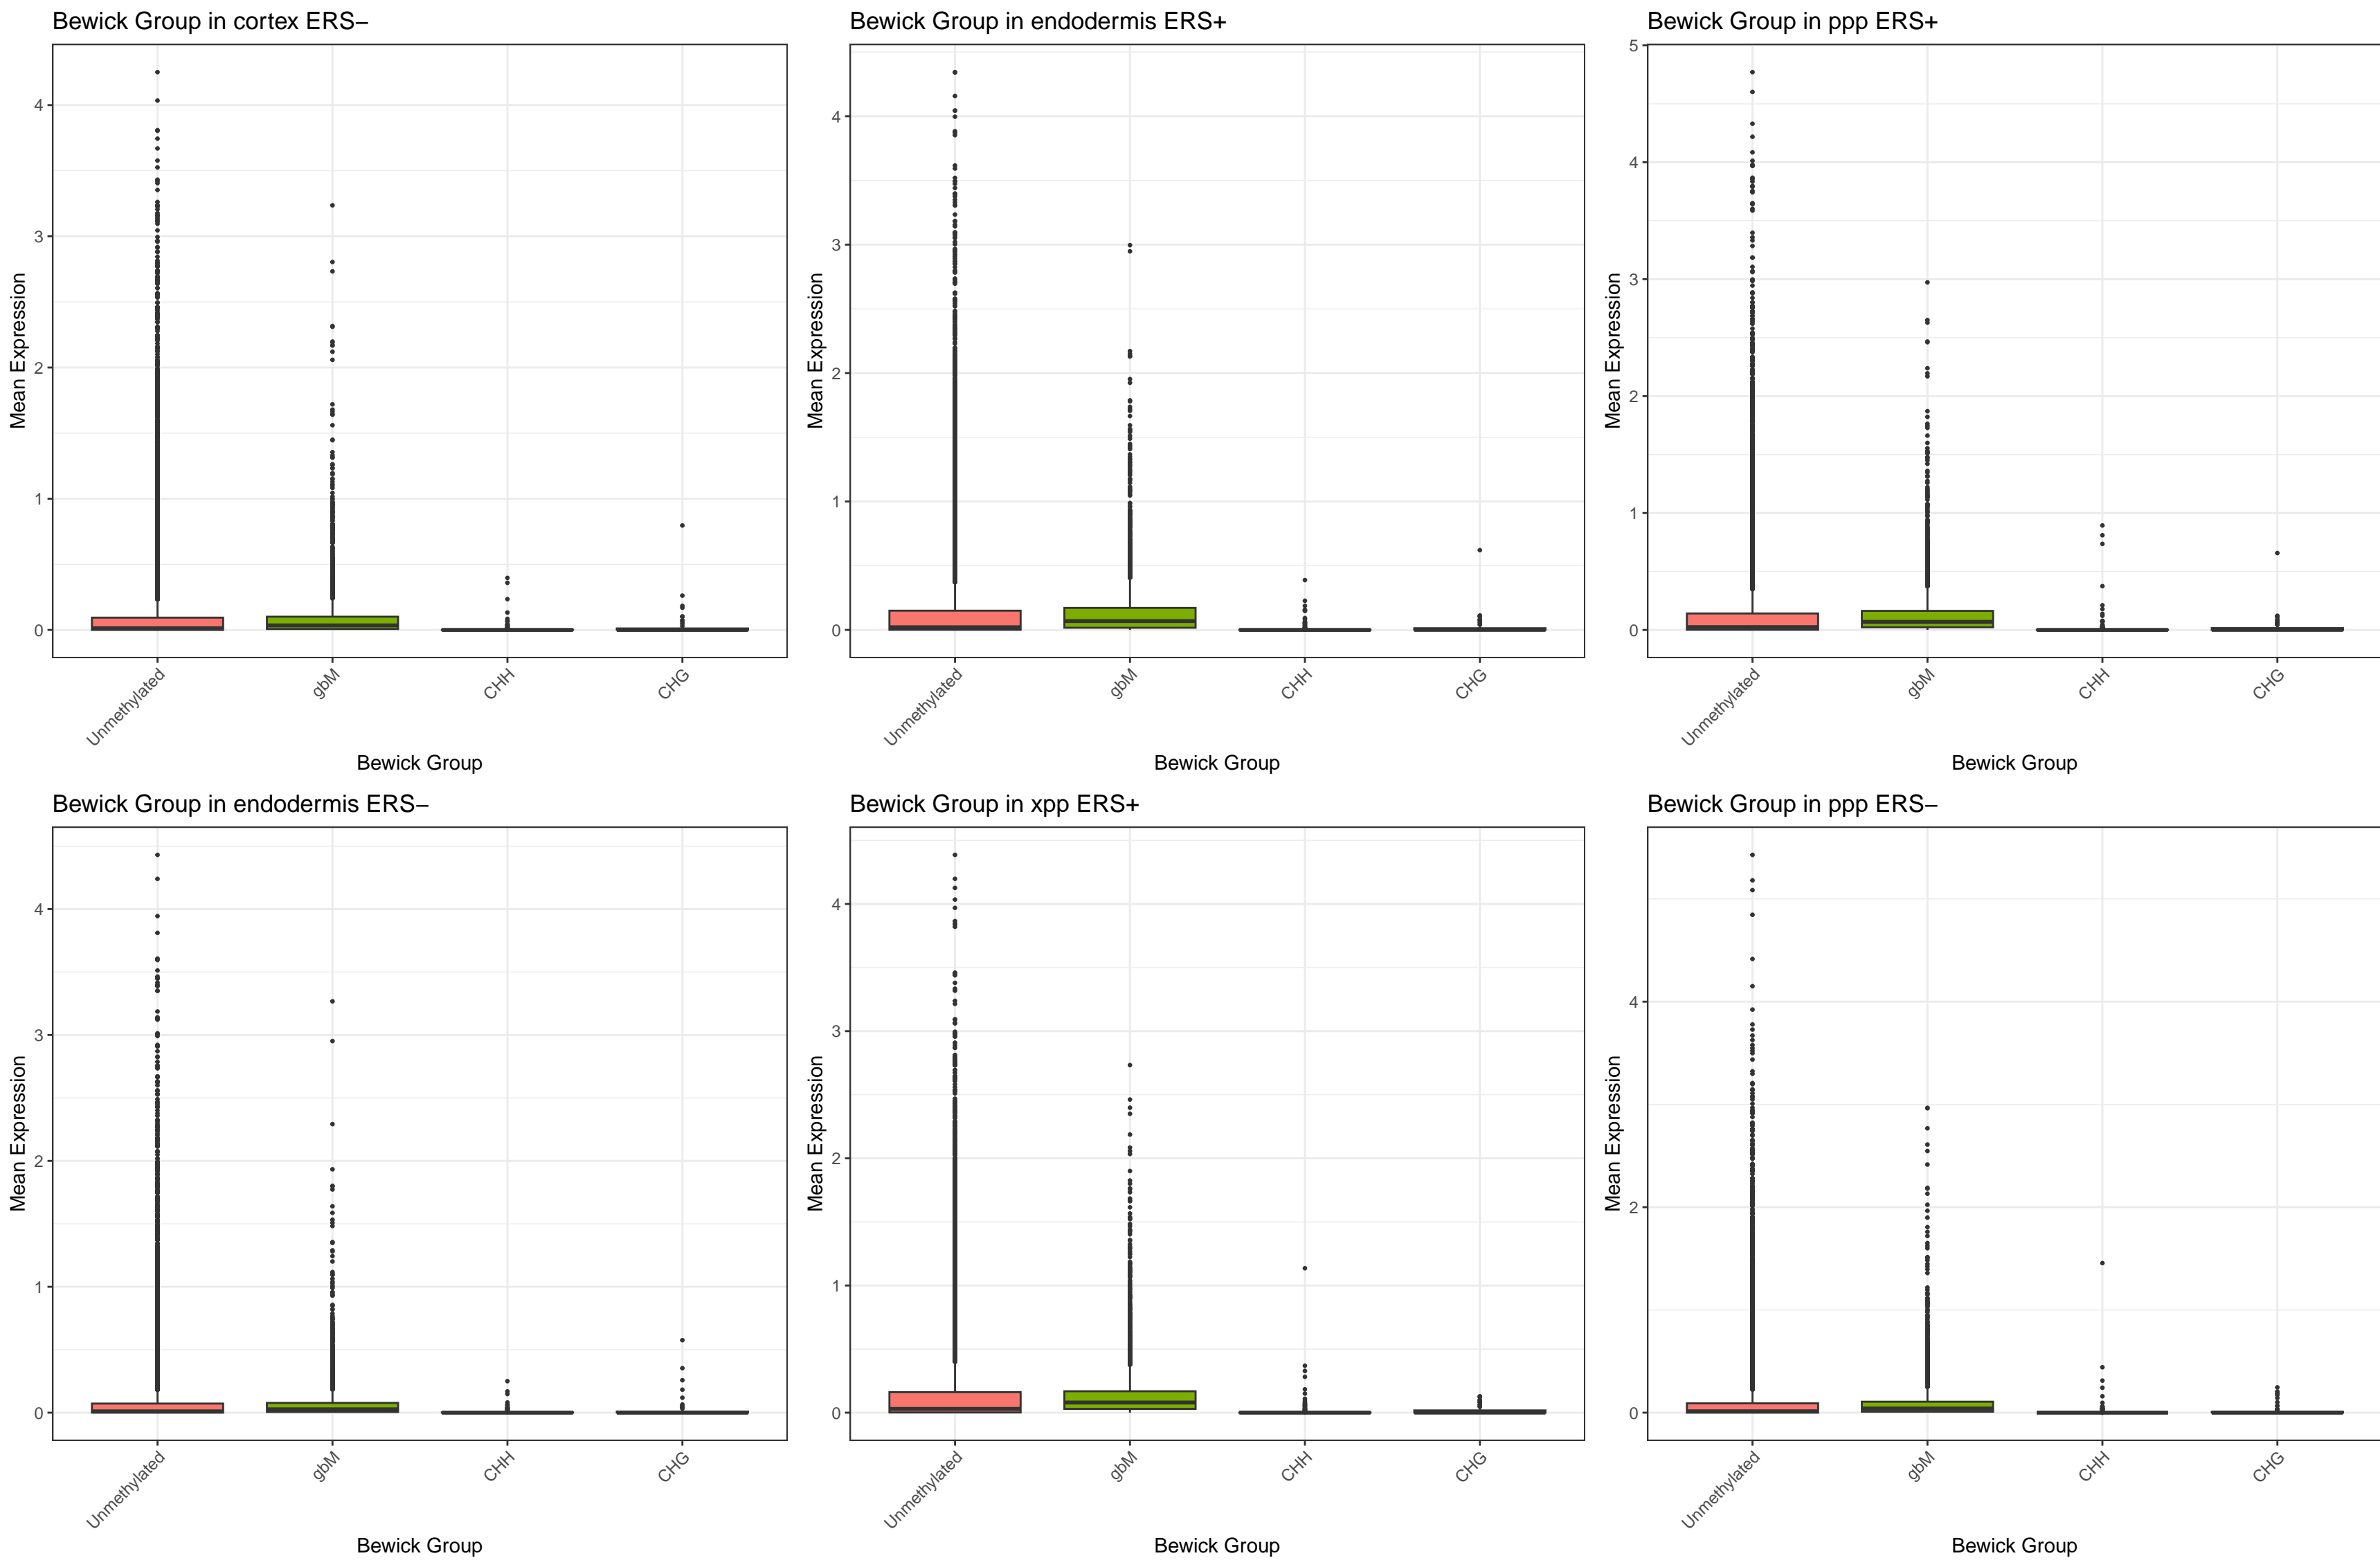 Bewick Group in cortex ERS−
Mean Expression
4
3
2
1
0
Unmethylated
gbM
CHH
CHG
Bewick Group
Bewick Group in endodermis ERS+
Mean Expression
4
3
2
1
0
Unmethylated
gbM
CHH
CHG
Bewick Group
Bewick Group in ppp ERS+
Mean Expression
5
4
3
2
1
0
Unmethylated
gbM
CHH
CHG
Bewick Group
Bewick Group in endodermis ERS−
Mean Expression
4
3
2
1
0
Unmethylated
gbM
CHH
CHG
Bewick Group
Bewick Group in xpp ERS+
Mean Expression
4
3
2
1
0
Unmethylated
gbM
CHH
CHG
Bewick Group
Bewick Group in ppp ERS−
Mean Expression
4
2
0
Unmethylated
gbM
CHH
CHG
Bewick Group